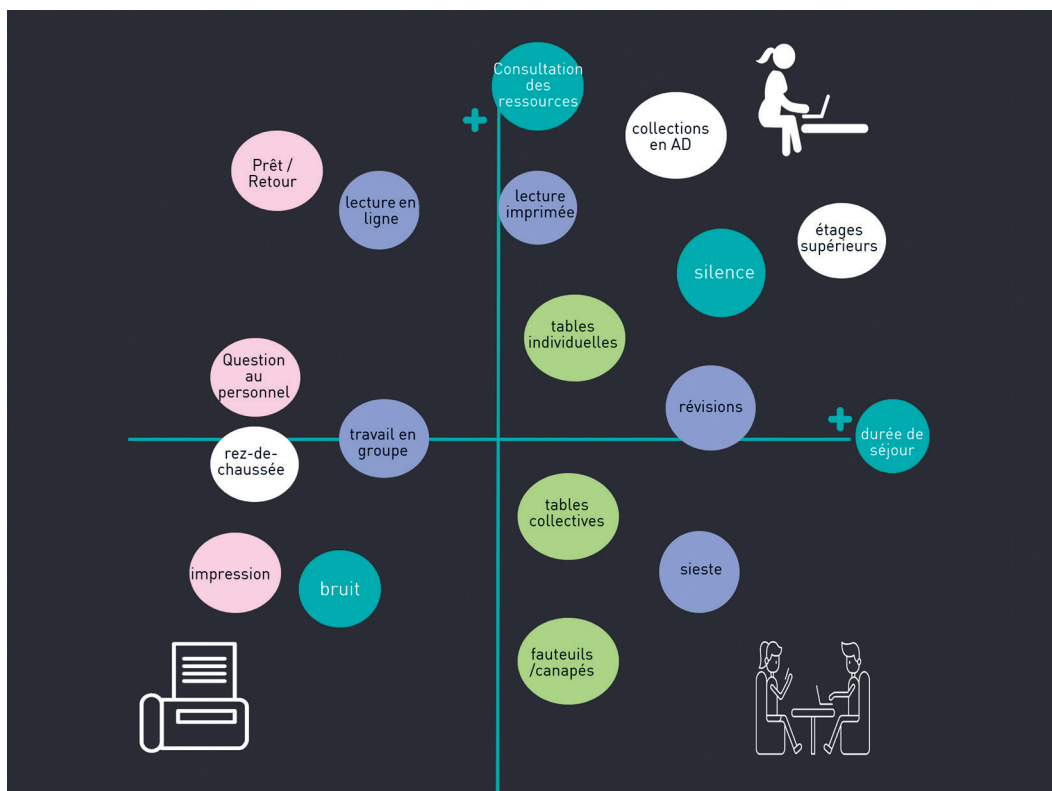 Consultation
des
ressources
collections
en AD
Prêt /
Retour
lecture en
ligne
lecture
imprimée
étages
supérieurs
silence
tables
individuelles
Question
au
personnel
révisions
travail en
groupe
durée de
séjour
rez-de-
chaussée
tables
collectives
impression
bruit
sieste
fauteuils
/canapés